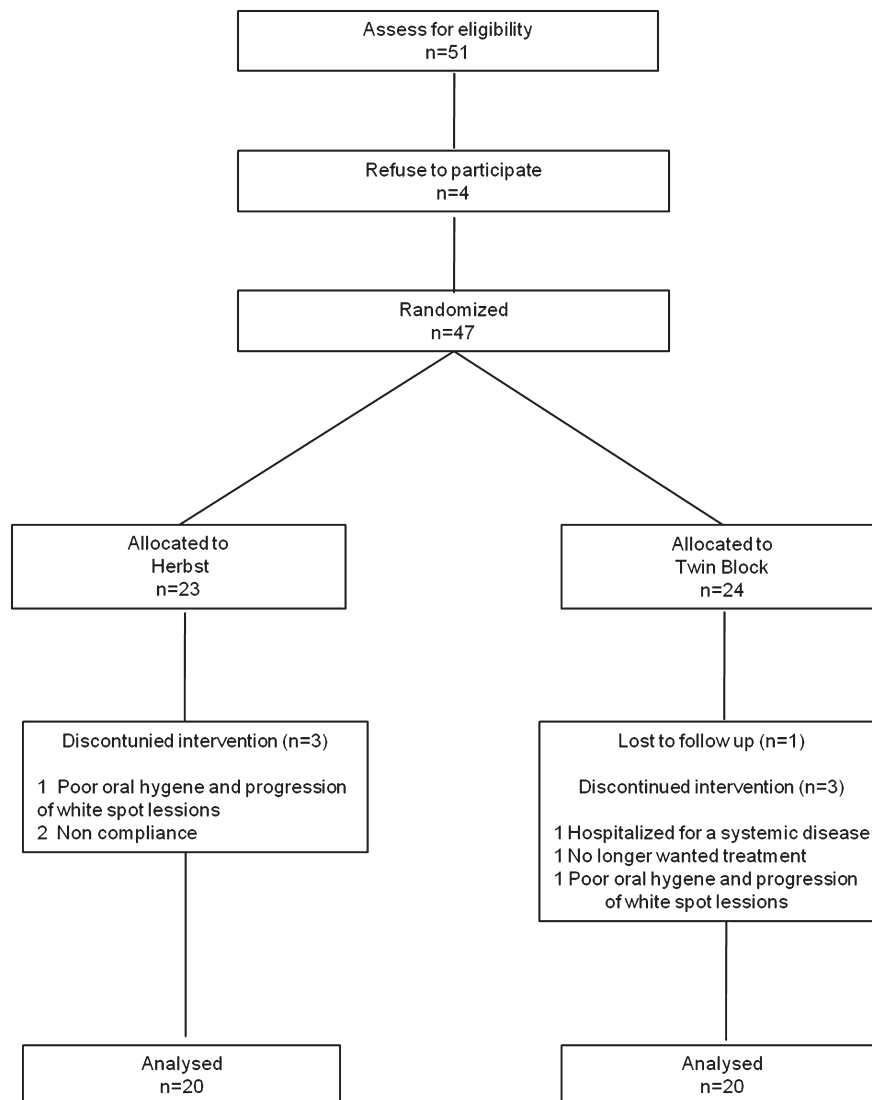 Assess for eligibility
n=51
Refuse to participate
n=4
Randomized
n=47
Allocated to
Herbst
n=23
Allocated to
Twin Block
n=24
Discontunied intervention (n=3)
1 Poor oral hygene and progression
of white spot lessions
2 Non compliance
Lost to follow up (n=1)
Discontinued intervention (n=3)
1 Hospitalized for a systemic disease
1 No longer wanted treatment
1 Poor oral hygene and progression
of white spot lessions
Analysed
n=20
Analysed
n=20